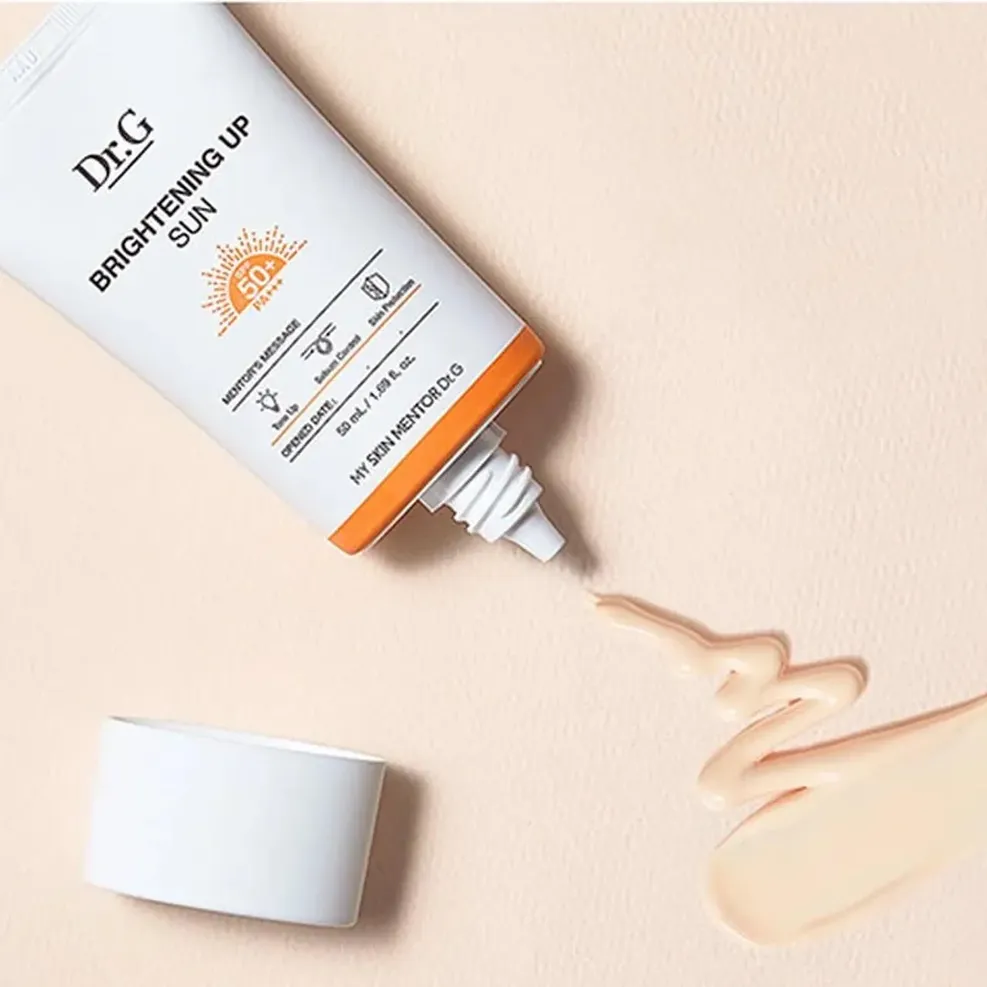 Dr.G
BRIGHTENING UP
SUN
SPF
50+
PA+++
MENTOR'S MESSAGE
Tone Up
Sebum Control
Skin Protection
OPENED DATE:
50 mL / 1.69 fl. oz.
MY SKIN MENTOR Dr.G